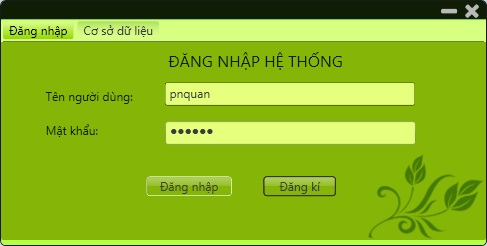 Đăng nhập Cơ sở dữ liệu
ĐĂNG NHẬP HỆ THỐNG
Tên người dùng: pnquan
Mật khẩu: ●●●●●●
Đăng nhập Đăng kí